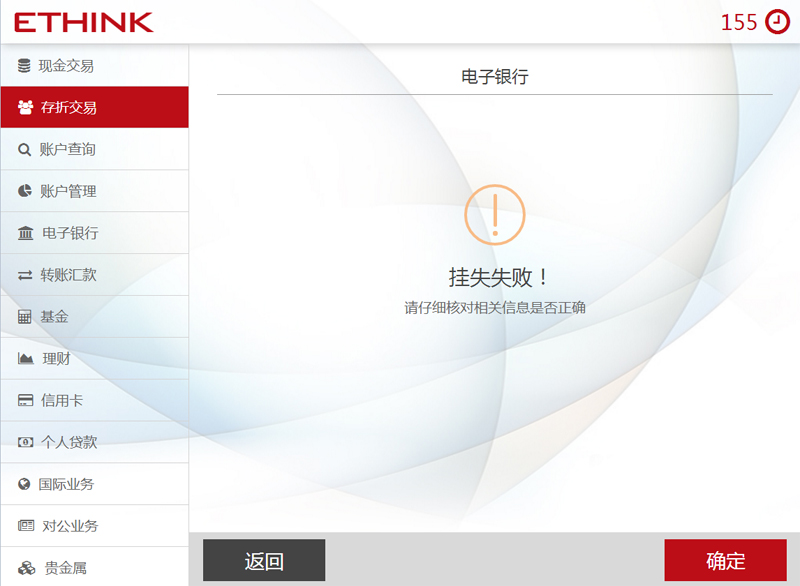 ETHINK
155
现金交易
存折交易
账户查询
账户管理
电子银行
转账汇款
基金
理财
信用卡
个人贷款
国际业务
对公业务
贵金属
电子银行
挂失失败！
请仔细核对相关信息是否正确
返回
确定